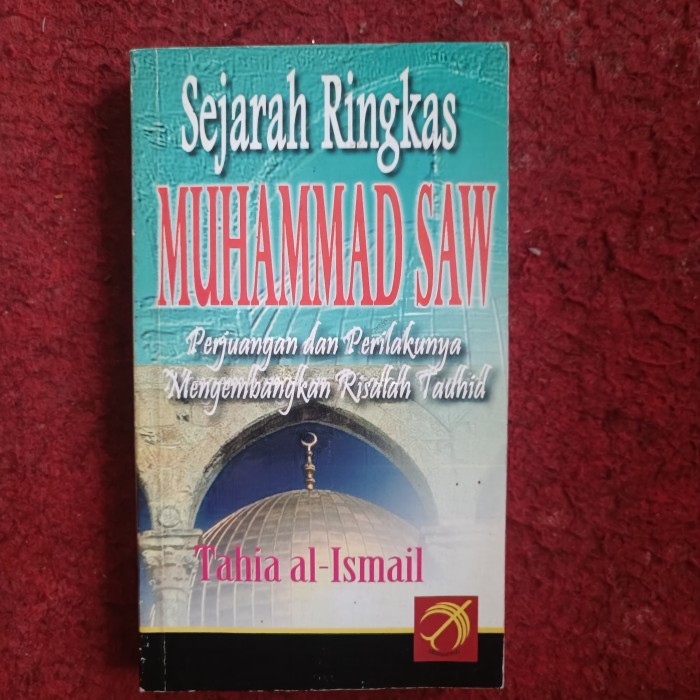 Sejarah Ringkas
MUHAMMAD SAW
Perjuangan dan Perilakunya
Mengembangkan Risalah Tauhid
Tahia al-Ismail